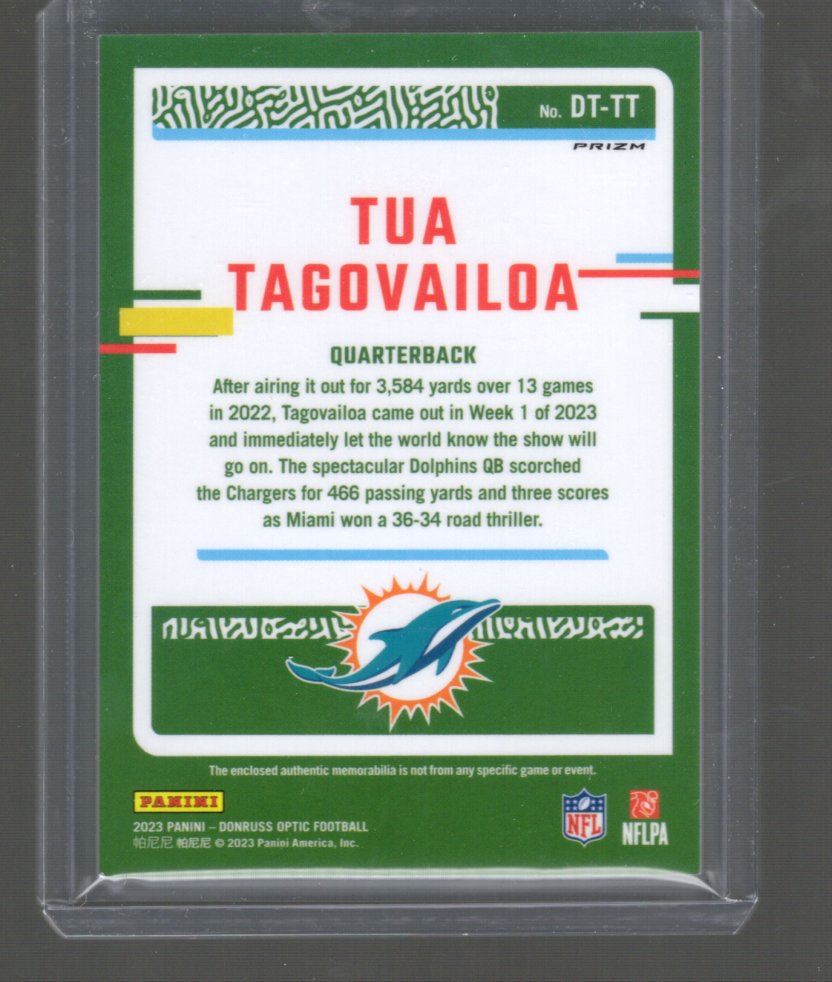 No. DT-TT
PRIZM
TUA
TAGOVAILOA
QUARTERBACK
After airing it out for 3,584 yards over 13 games
in 2022, Tagovailoa came out in Week 1 of 2023
and immediately let the world know the show will
go on. The spectacular Dolphins QB scorched
the Chargers for 466 passing yards and three scores
as Miami won a 36-34 road thriller.
The enclosed authentic memorabilia is not from any specific game or event.
PANINI
2023 PANINI – DONRUSS OPTIC FOOTBALL
帕尼尼 帕尼尼 © 2023 Panini America, Inc.
NFL
NFLPA